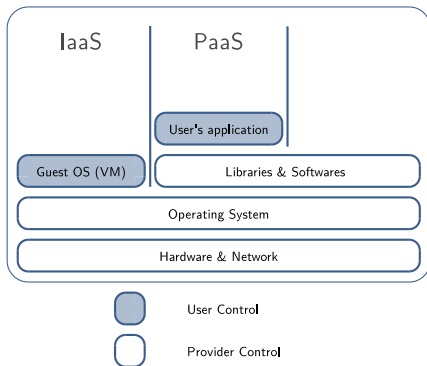 IaaS
PaaS
User's application
Guest OS (VM)
Libraries & Softwares
Operating System
Hardware & Network
User Control
Provider Control